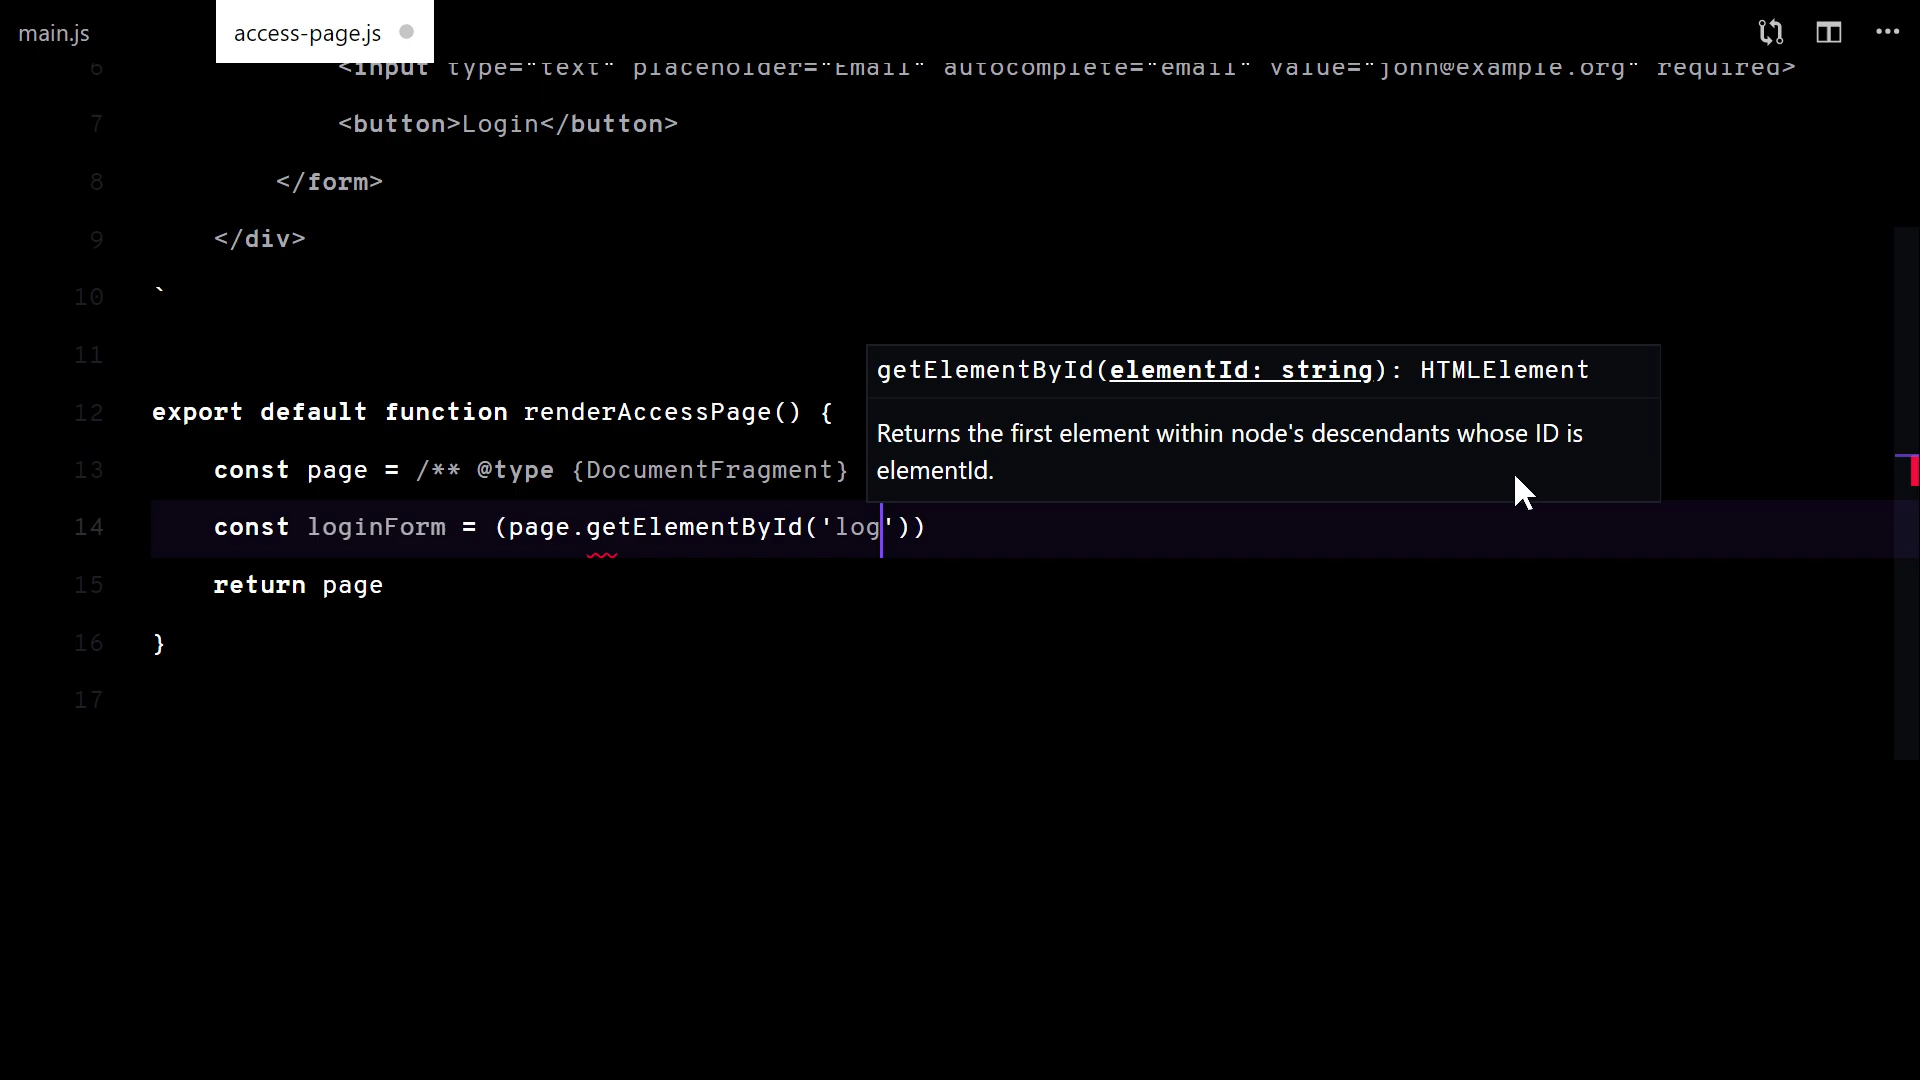 main.js
access-page.js
6 <input type="text" placeholder="Email" autocomplete="email" value="john@example.org" required>
7 <button>Login</button>
8 </form>
9 </div>
10 `
11
12 export default function renderAccessPage() {
13 const page = /** @type {DocumentFragment}
14 const loginForm = (page.getElementById('log'))
15 return page
16 }
17
getElementById(elementId: string): HTMLElement
Returns the first element within node's descendants whose ID is
elementId.